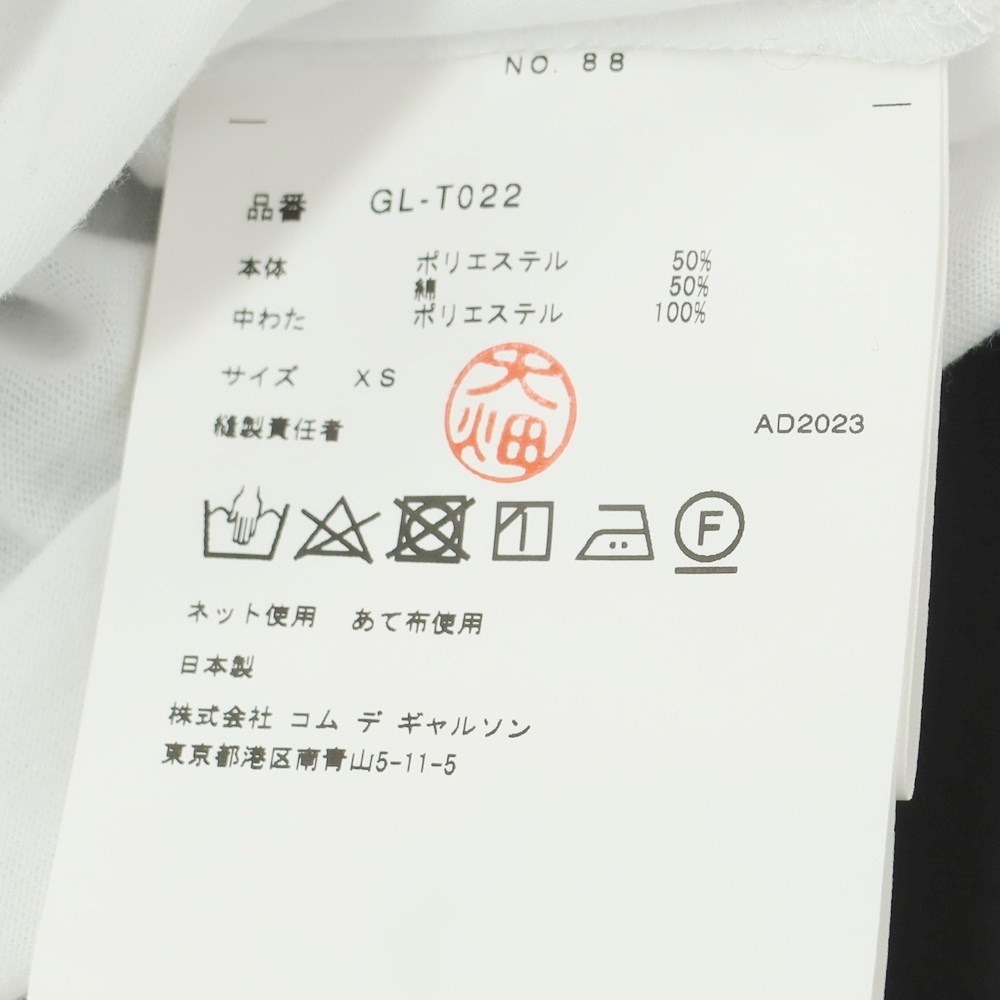 NO. 88
品番 GL-T022
本体 ポリエステル 50%
綿 50%
中わた ポリエステル 100%
サイズ XS
縫製責任者 大畑 AD2023
F
ネット使用 あて布使用
日本製
株式会社 コム デ ギャルソン
東京都港区南青山5-11-5